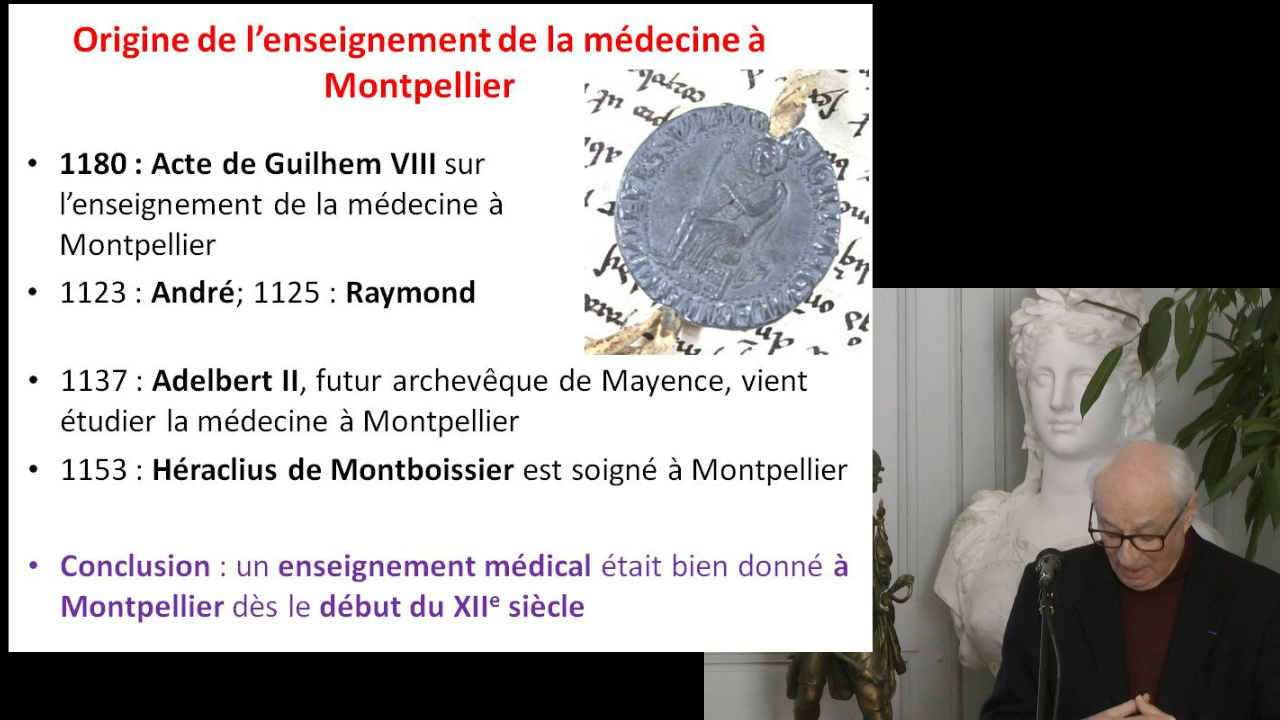 Origine de l’enseignement de la médecine à
Montpellier
• 1180 : Acte de Guilhem VIII sur
l’enseignement de la médecine à
Montpellier
• 1123 : André; 1125 : Raymond
• 1137 : Adelbert II, futur archevêque de Mayence, vient
étudier la médecine à Montpellier
• 1153 : Héraclius de Montboissier est soigné à Montpellier
• Conclusion : un enseignement médical était bien donné à
Montpellier dès le début du XIIe siècle